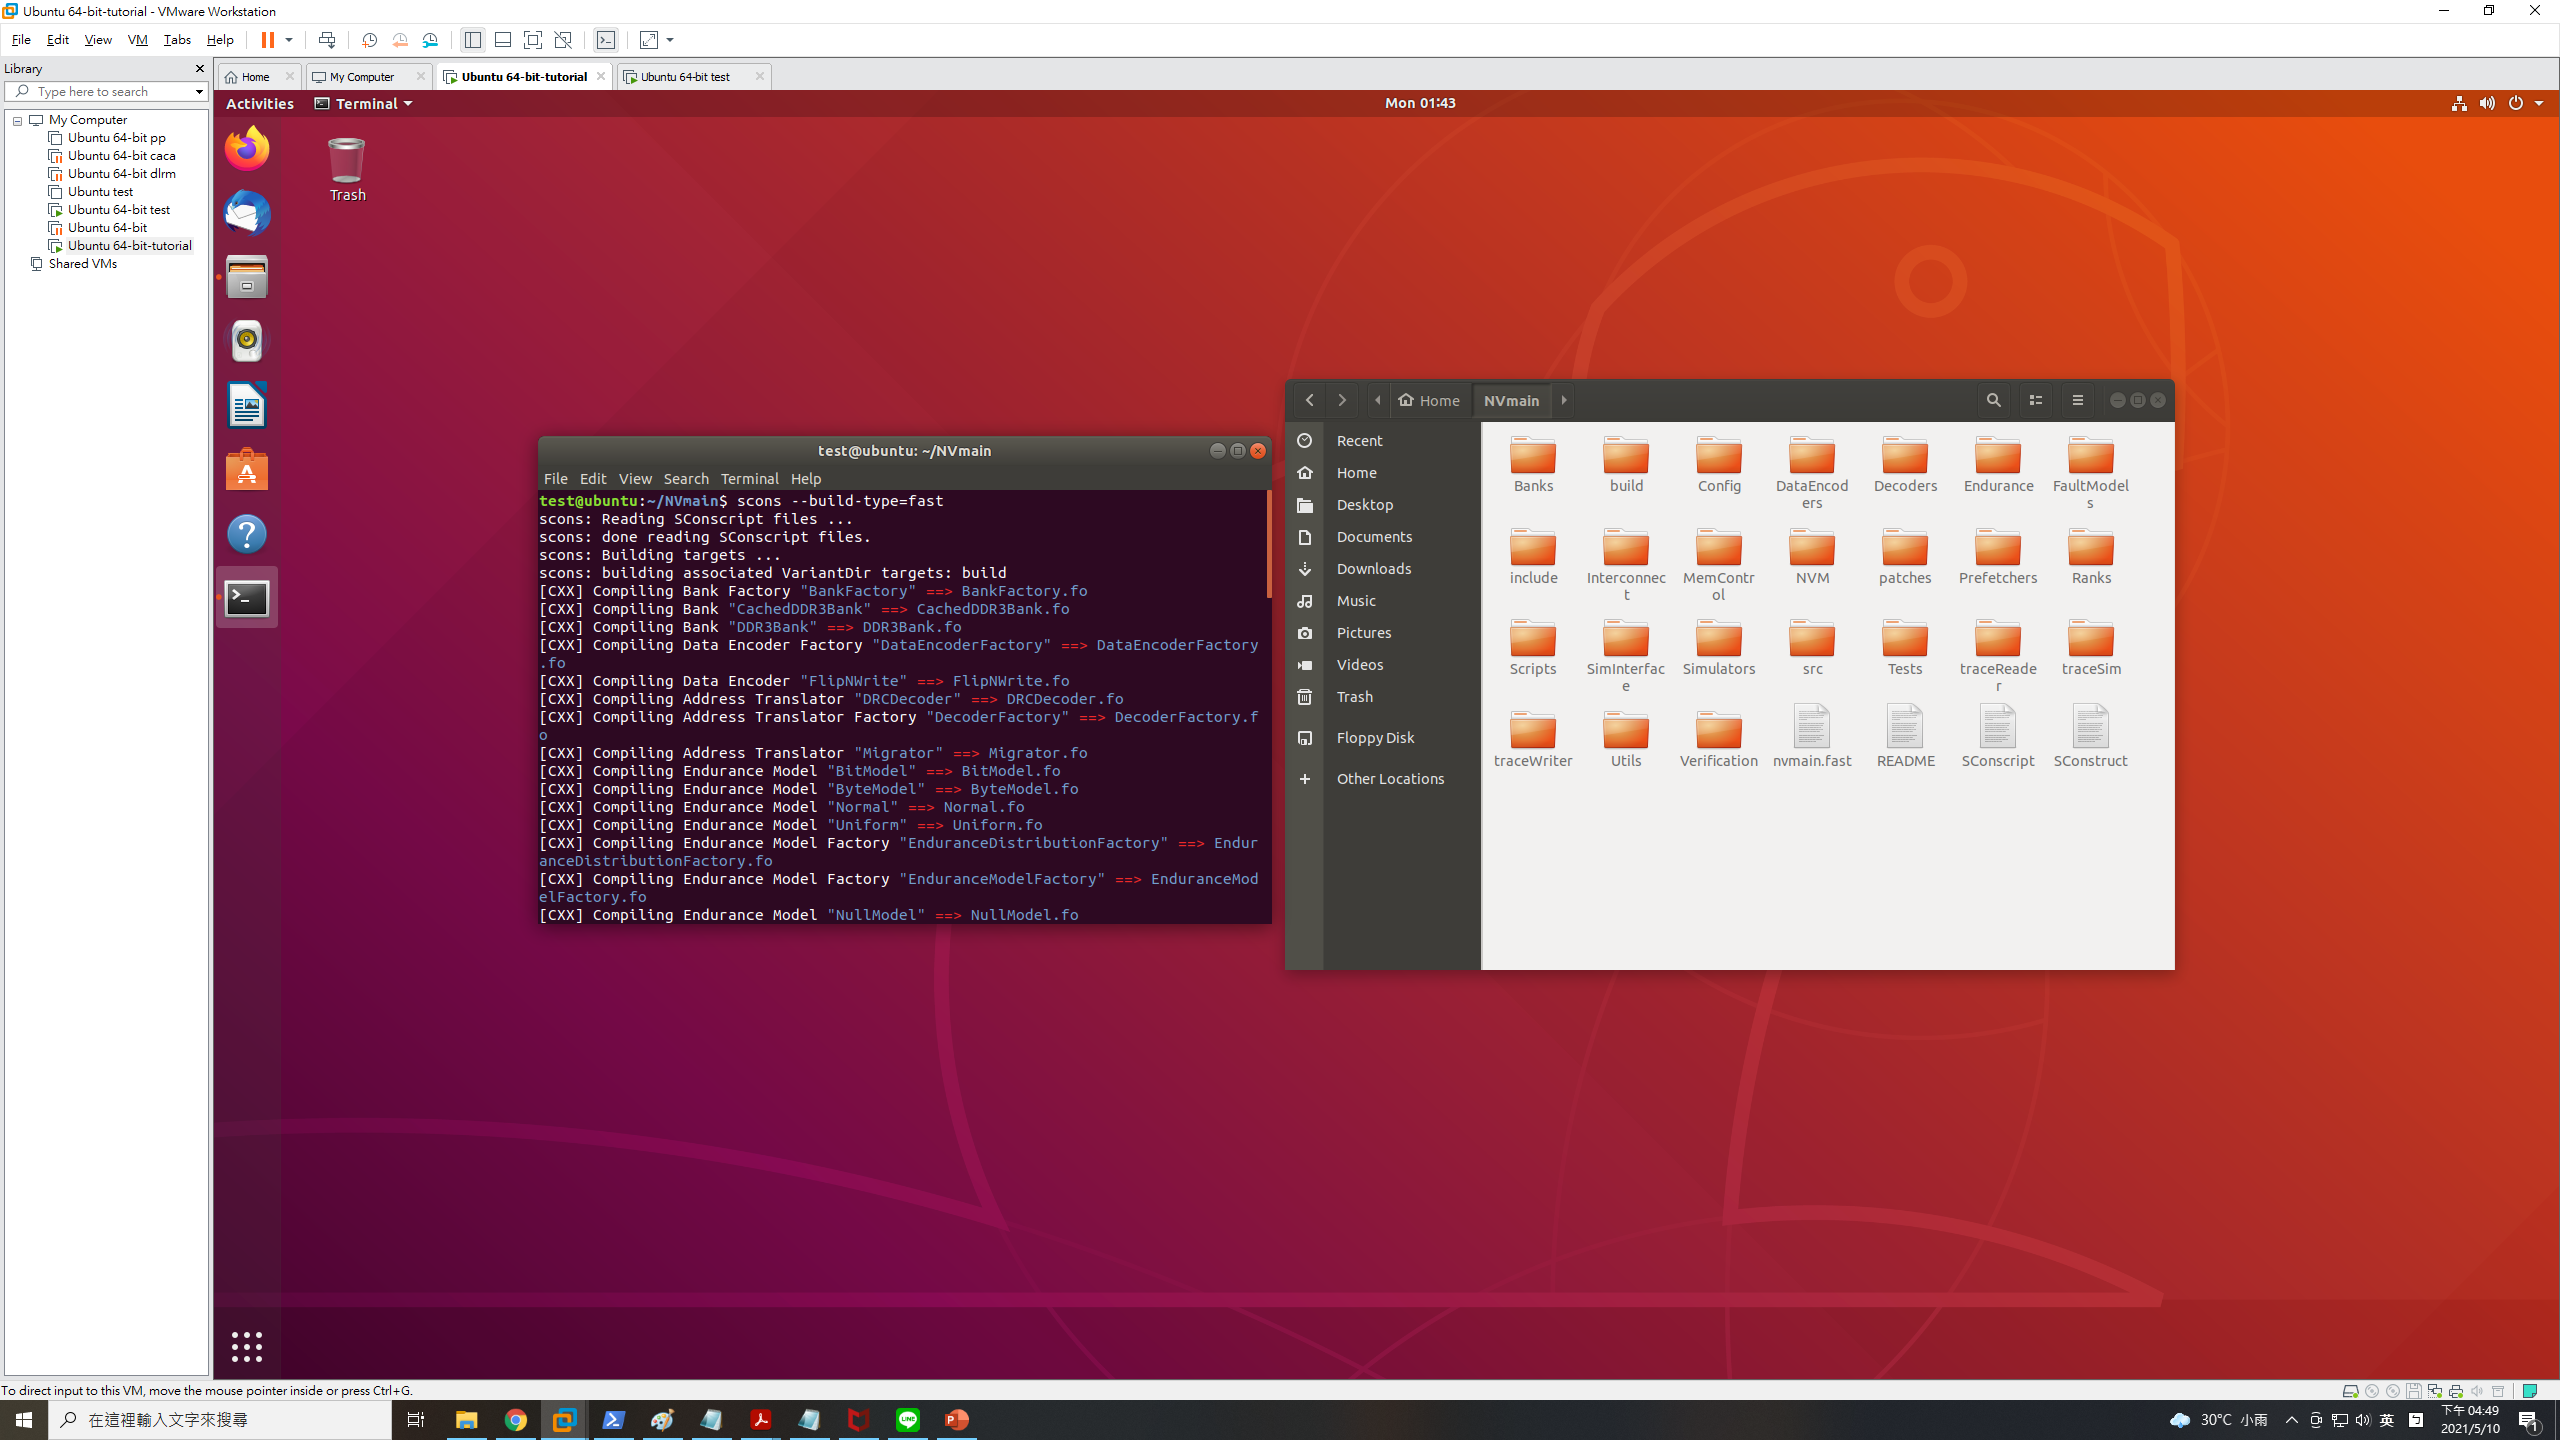 Ubuntu 64-bit-tutorial - VMware Workstation
File Edit View VM Tabs Help
Library
Type here to search
My Computer
Ubuntu 64-bit pp
Ubuntu 64-bit caca
Ubuntu 64-bit dlrm
Ubuntu test
Ubuntu 64-bit test
Ubuntu 64-bit
Ubuntu 64-bit-tutorial
Shared VMs
Home My Computer Ubuntu 64-bit-tutorial Ubuntu 64-bit test
Activities Terminal Mon 01:43
Trash
test@ubuntu: ~/NVmain
File Edit View Search Terminal Help
test@ubuntu:~/NVmain$ scons --build-type=fast
scons: Reading SConscript files ...
scons: done reading SConscript files.
scons: Building targets ...
scons: building associated VariantDir targets: build
[CXX] Compiling Bank Factory "BankFactory" ==> BankFactory.fo
[CXX] Compiling Bank "CachedDDR3Bank" ==> CachedDDR3Bank.fo
[CXX] Compiling Bank "DDR3Bank" ==> DDR3Bank.fo
[CXX] Compiling Data Encoder Factory "DataEncoderFactory" ==> DataEncoderFactory
.fo
[CXX] Compiling Data Encoder "FlipNWrite" ==> FlipNWrite.fo
[CXX] Compiling Address Translator "DRCDecoder" ==> DRCDecoder.fo
[CXX] Compiling Address Translator Factory "DecoderFactory" ==> DecoderFactory.f
o
[CXX] Compiling Address Translator "Migrator" ==> Migrator.fo
[CXX] Compiling Endurance Model "BitModel" ==> BitModel.fo
[CXX] Compiling Endurance Model "ByteModel" ==> ByteModel.fo
[CXX] Compiling Endurance Model "Normal" ==> Normal.fo
[CXX] Compiling Endurance Model "Uniform" ==> Uniform.fo
[CXX] Compiling Endurance Model Factory "EnduranceDistributionFactory" ==> Endur
anceDistributionFactory.fo
[CXX] Compiling Endurance Model Factory "EnduranceModelFactory" ==> EnduranceMod
elFactory.fo
[CXX] Compiling Endurance Model "NullModel" ==> NullModel.fo
Home NVmain
Recent
Home
Desktop
Documents
Downloads
Music
Pictures
Videos
Trash
Floppy Disk
Other Locations
Banks build Config DataEncod Decoders Endurance FaultModel
ers s
include Interconnec MemContr NVM patches Prefetchers Ranks
t ol
Scripts SimInterfac Simulators src Tests traceReade traceSim
e r
traceWriter Utils Verification nvmain.fast README SConscript SConstruct
To direct input to this VM, move the mouse pointer inside or press Ctrl+G.
在這裡輸入文字來搜尋
LINE
30°C 小雨
英
下午 04:49
2021/5/10
1